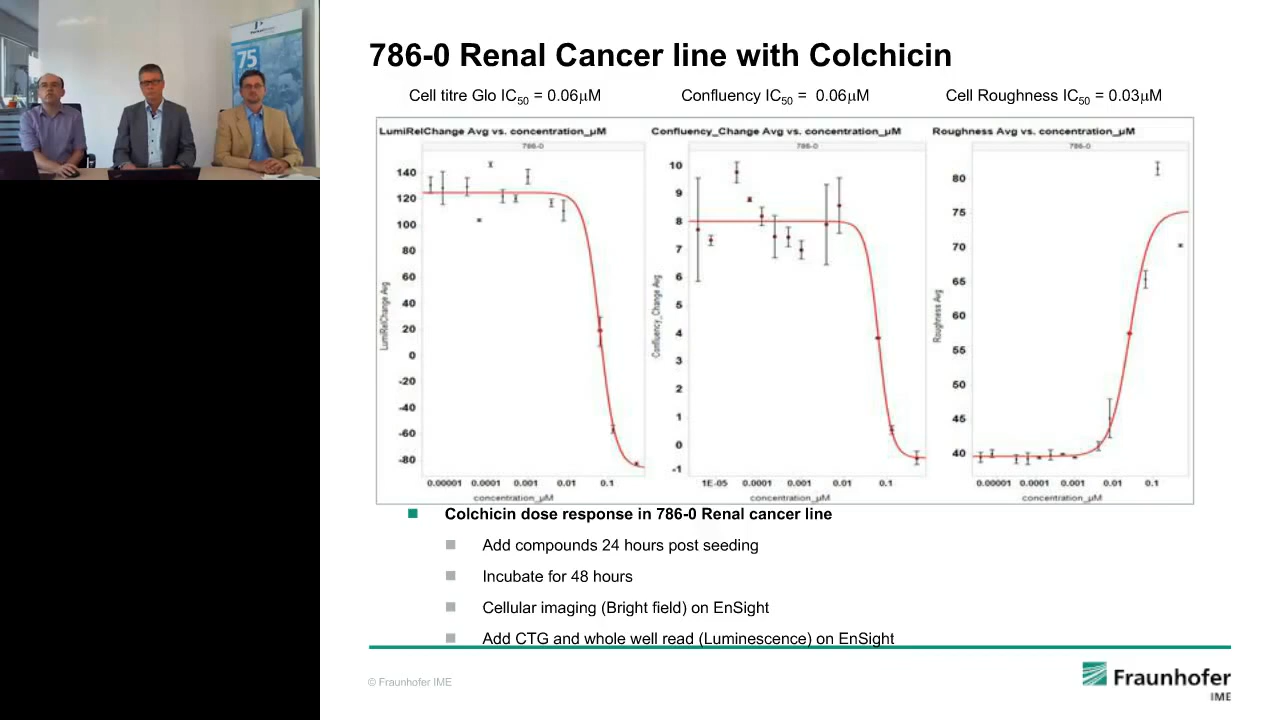 75
786-0 Renal Cancer line with Colchicin
Cell titre Glo IC50 = 0.06µM
Confluency IC50 = 0.06µM
Cell Roughness IC50 = 0.03µM
LumiRelChange Avg vs. concentration_µM
786-0
140
120
100
80
60
40
20
0
-20
-40
-60
-80
LumiRelChange Avg
0.00001 0.0001 0.001 0.01 0.1
concentration_µM
Confluency_Change Avg vs. concentration_µM
786-0
10
9
8
7
6
5
4
3
2
1
0
-1
Confluency_Change Avg
1E-05 0.0001 0.001 0.01 0.1
concentration_µM
Roughness Avg vs. concentration_µM
786-0
80
75
70
65
60
55
50
45
40
Roughness Avg
0.00001 0.0001 0.001 0.01 0.1
concentration_µM
Colchicin dose response in 786-0 Renal cancer line
Add compounds 24 hours post seeding
Incubate for 48 hours
Cellular imaging (Bright field) on EnSight
Add CTG and whole well read (Luminescence) on EnSight
© Fraunhofer IME
Fraunhofer
IME